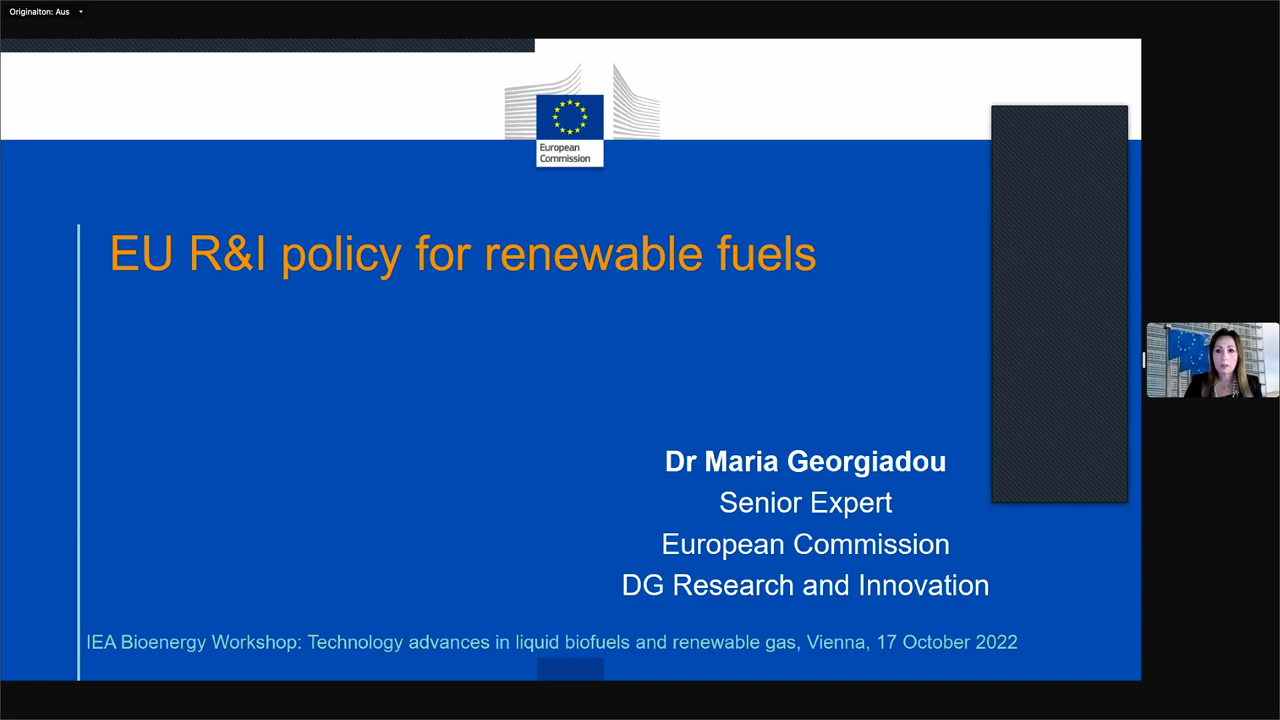 Originalton: Aus
European
Commission
EU R&I policy for renewable fuels
Dr Maria Georgiadou
Senior Expert
European Commission
DG Research and Innovation
IEA Bioenergy Workshop: Technology advances in liquid biofuels and renewable gas, Vienna, 17 October 2022